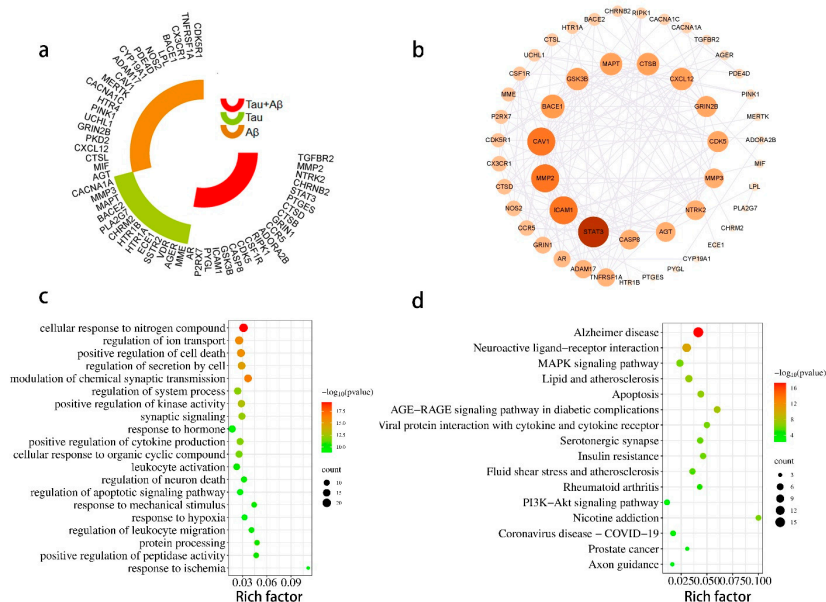 a
CDK5R1
TNFRSF1A
CX3CR1
BACE1
LPL
NOS2
PDE4D
CYP19A1
ADAM17
CAV1
MERTK
CACNA1C
HTR4
PINK1
UCHL1
GRIN2B
PKD2
CXCL12
CTSL
MIF
AGT
CACNA1A
MMP3
MAPT
BACE2
PLA2G7
CHRM2
HTR1B
HTR1A
ECE1
SSTR2
VDR
AGER
MME
AR
P2RX7
PYGL
ICAM1
GSK3B
CASP8
CDK5
CSF1R
RIPK1
ADORA2B
CCR5
GRIN1
CTSB
CTSD
PTGES
STAT3
CHRNB2
NTRK2
MMP2
TGFBR2
Tau+Aβ
Tau
Aβ
b
CHRNB2
RIPK1
CACNA1C
CACNA1A
TGFBR2
AGER
PDE4D
PINK1
MERTK
ADORA2B
MIF
LPL
PLA2G7
CHRM2
ECE1
CYP19A1
PYGL
PTGES
HTR1B
TNFRSF1A
ADAM17
AR
GRIN1
CCR5
NOS2
CTSD
CX3CR1
CDK5R1
P2RX7
MME
CSF1R
UCHL1
CTSL
HTR1A
BACE2
MAPT
CTSB
CXCL12
GRIN2B
CDK5
MMP3
NTRK2
AGT
CASP8
STAT3
ICAM1
MMP2
CAV1
BACE1
GSK3B
c
cellular response to nitrogen compound
regulation of ion transport
positive regulation of cell death
regulation of secretion by cell
modulation of chemical synaptic transmission
regulation of system process
positive regulation of kinase activity
synaptic signaling
response to hormone
positive regulation of cytokine production
cellular response to organic cyclic compound
leukocyte activation
regulation of neuron death
regulation of apoptotic signaling pathway
response to mechanical stimulus
response to hypoxia
regulation of leukocyte migration
protein processing
positive regulation of peptidase activity
response to ischemia
0.03 0.06 0.09
Rich factor
-log10(pvalue)
17.5
15.0
12.5
10.0
count
10
15
20
d
Alzheimer disease
Neuroactive ligand-receptor interaction
MAPK signaling pathway
Lipid and atherosclerosis
Apoptosis
AGE-RAGE signaling pathway in diabetic complications
Viral protein interaction with cytokine and cytokine receptor
Serotonergic synapse
Insulin resistance
Fluid shear stress and atherosclerosis
Rheumatoid arthritis
PI3K-Akt signaling pathway
Nicotine addiction
Coronavirus disease - COVID-19
Prostate cancer
Axon guidance
0.025 0.050 0.075 0.100
Rich factor
-log10(pvalue)
16
12
8
4
count
3
6
9
12
15